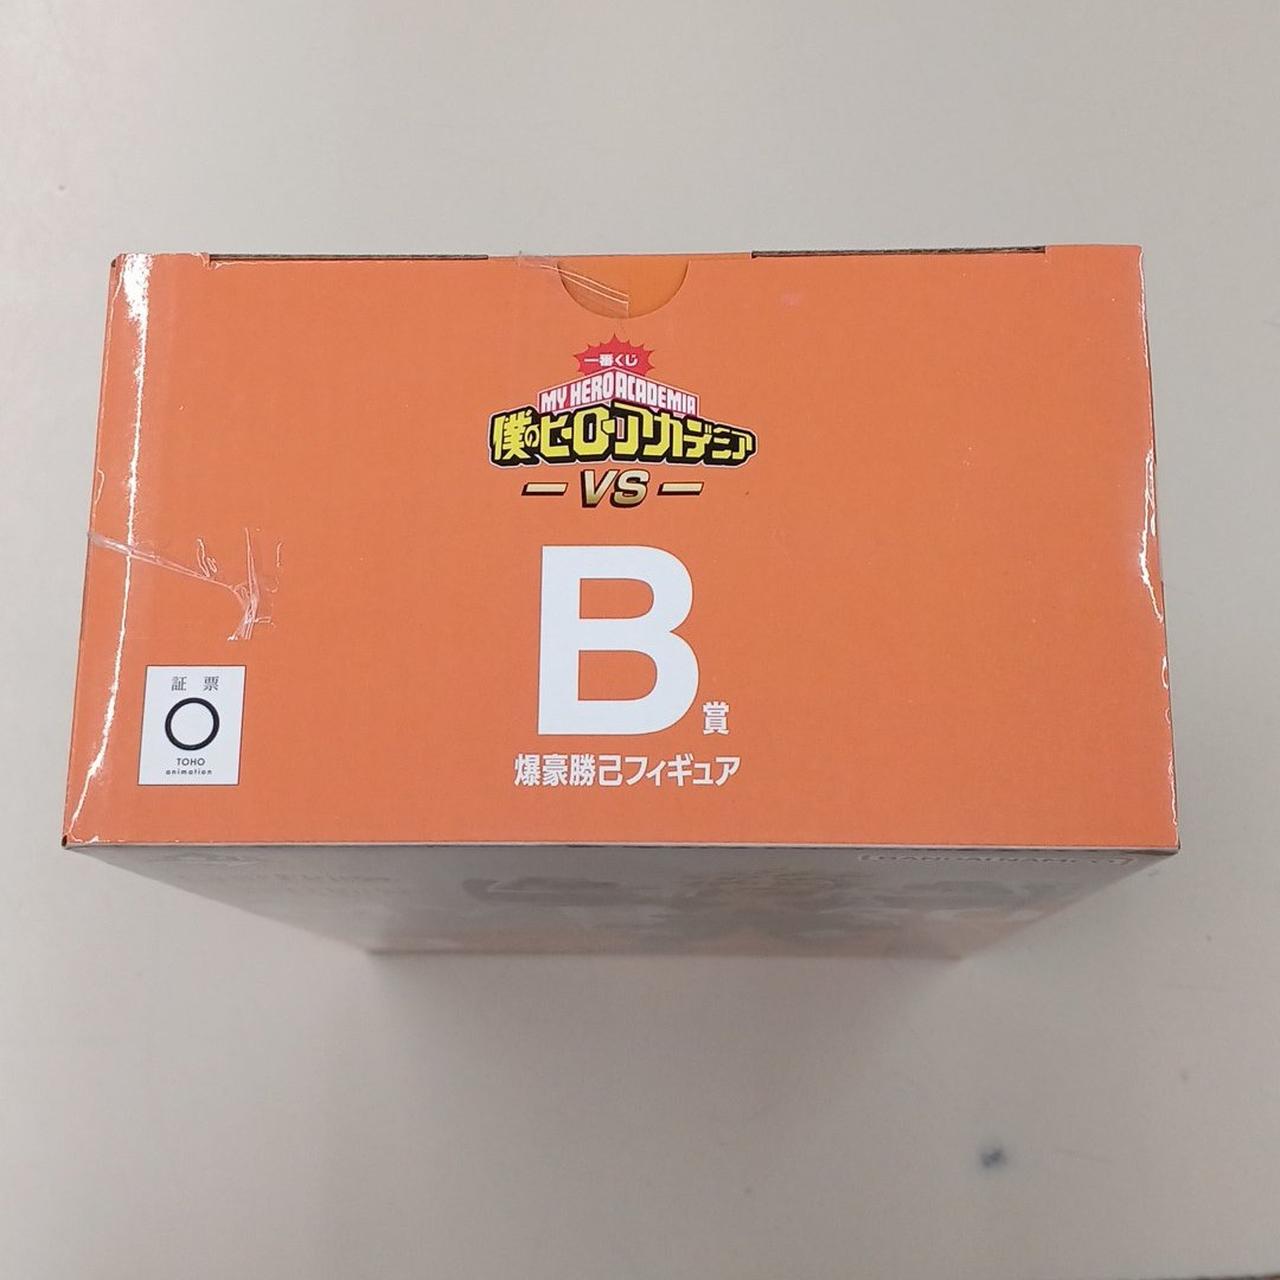 一番くじ
MY HERO ACADEMIA
僕のヒーローアカデミア
VS
B賞
爆豪勝己フィギュア
証 票
TOHO
animation